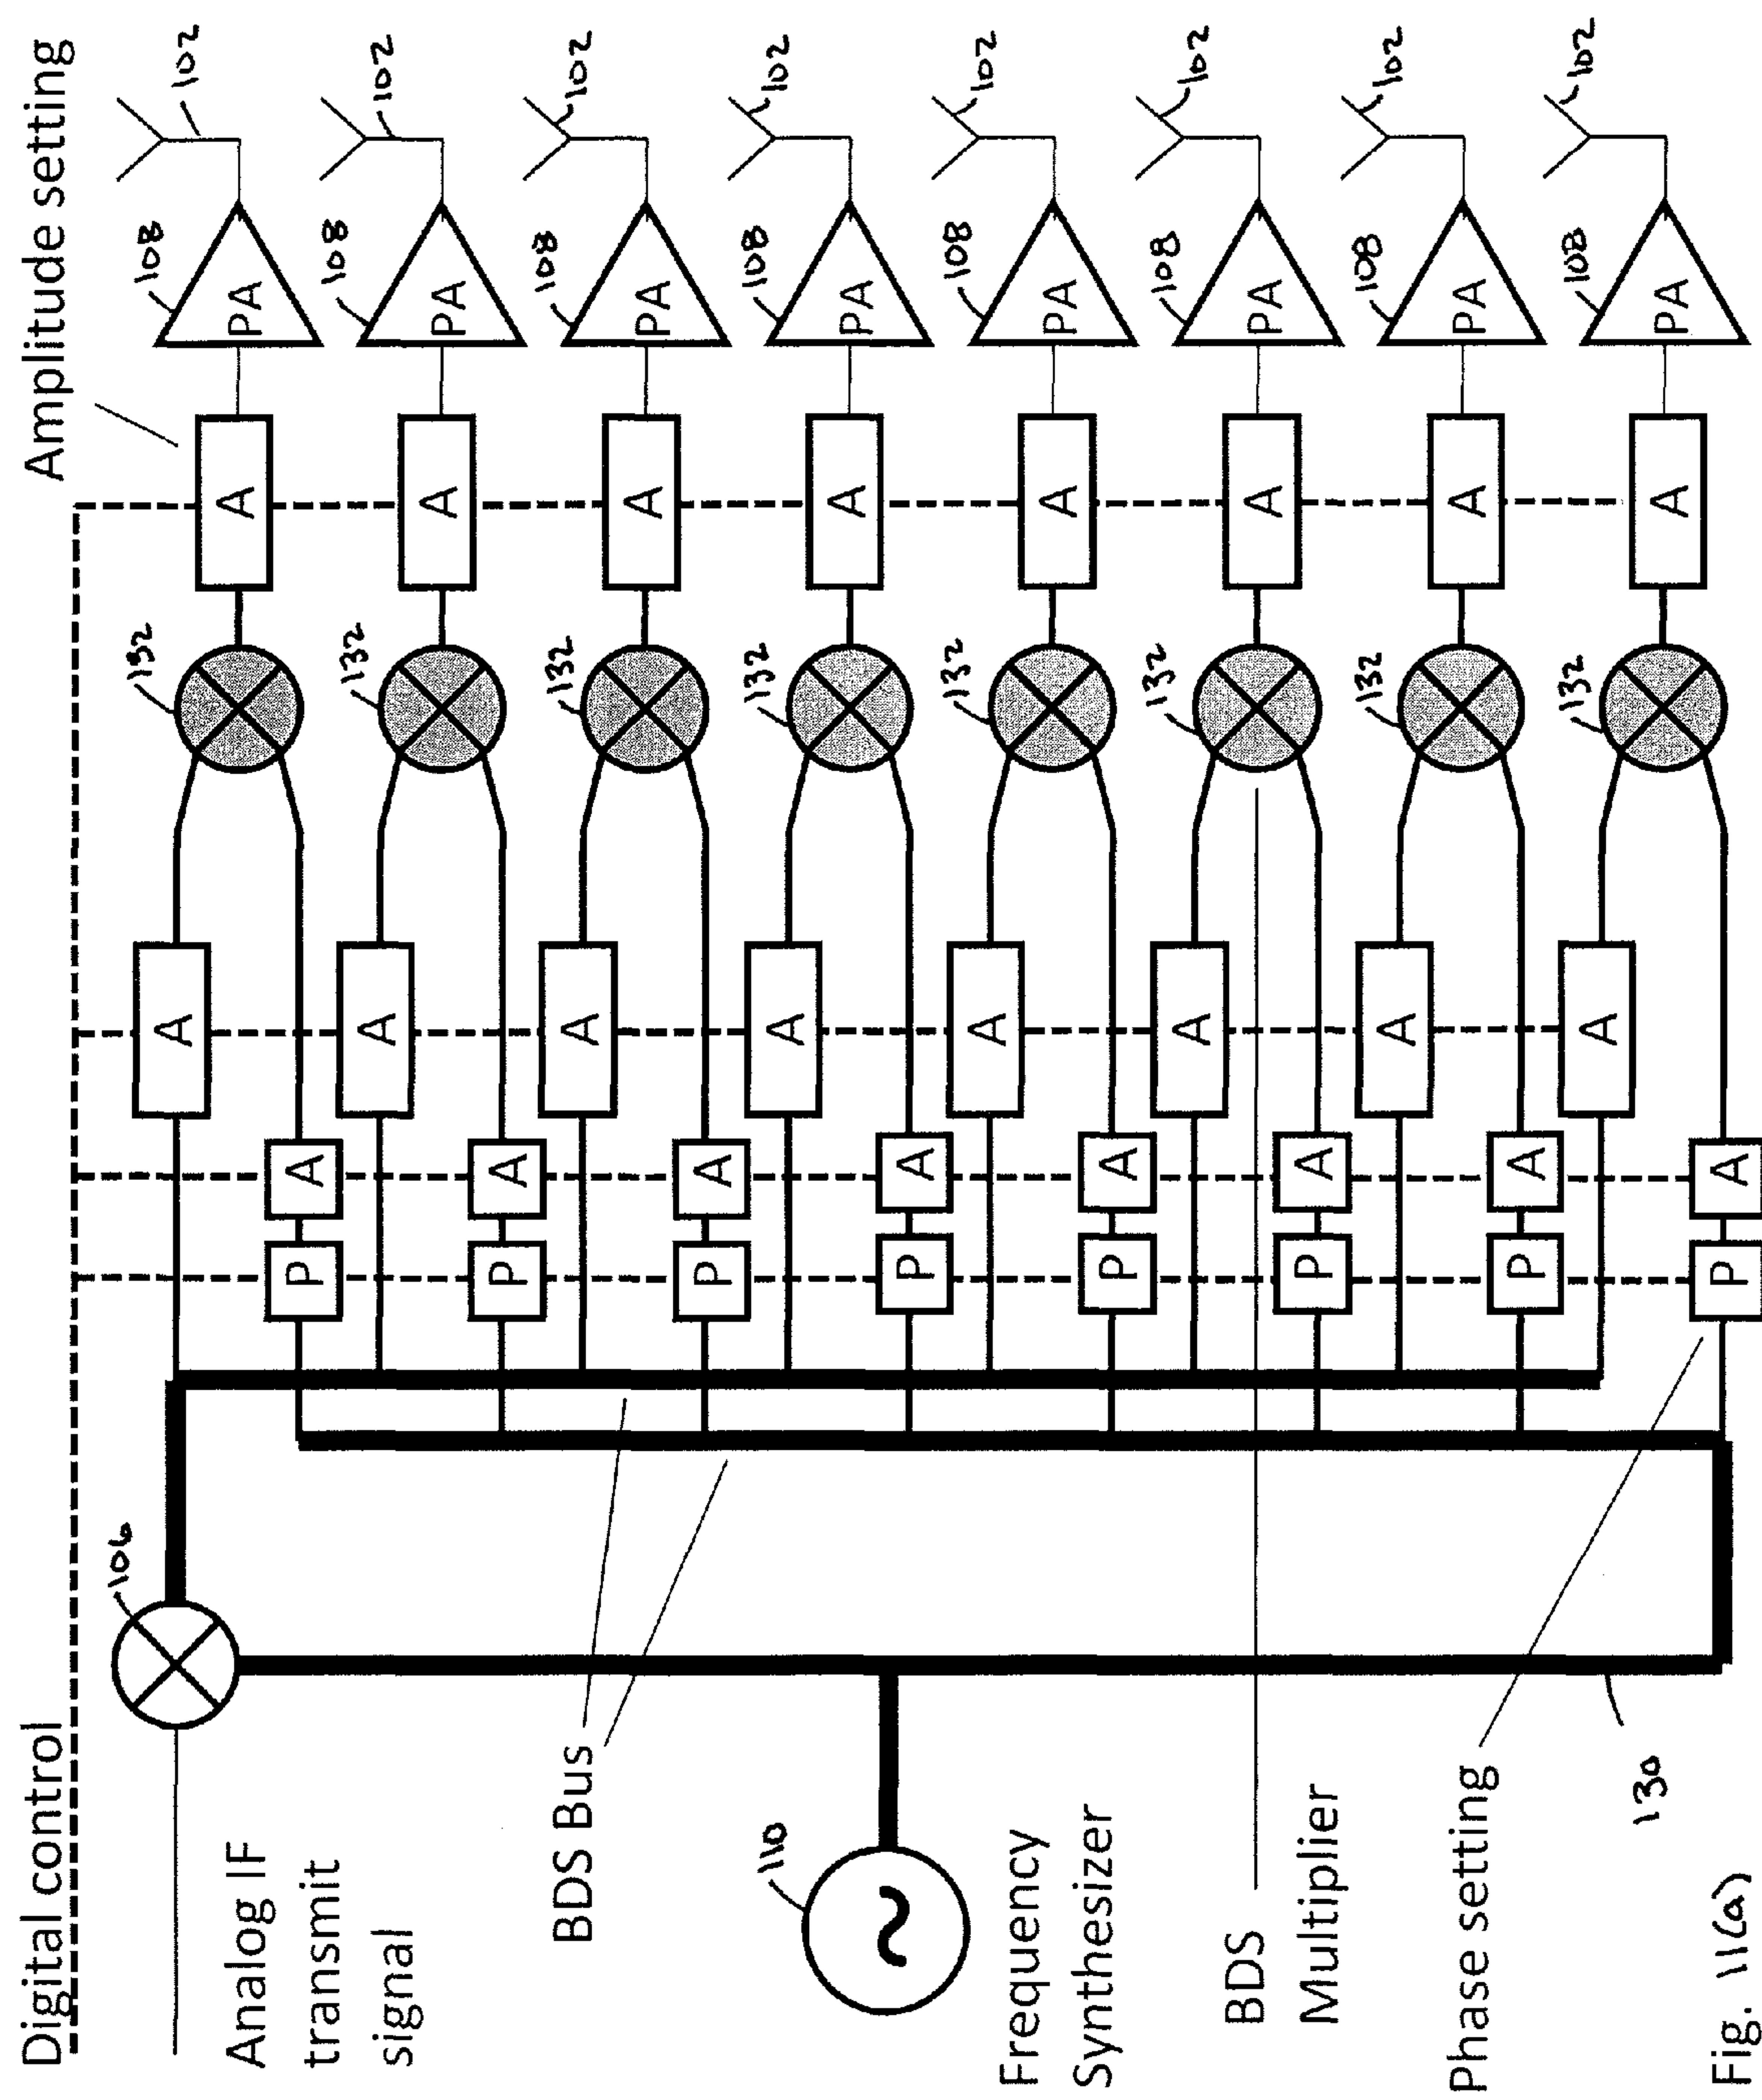 Digital control
Amplitude setting
106
A
132
108
102
Analog IF
transmit
signal
A
PA
P
A
A
132
A
108
PA
102
P
A
BDS Bus
A
132
A
108
PA
102
P
A
A
132
A
108
PA
102
110
P
A
Frequency
Synthesizer
A
132
A
108
PA
102
P
A
BDS
Multiplier
A
132
A
108
PA
102
P
A
Phase setting
A
132
A
108
PA
102
P
A
130
A
132
A
108
PA
102
P
A
Fig. 11(a)